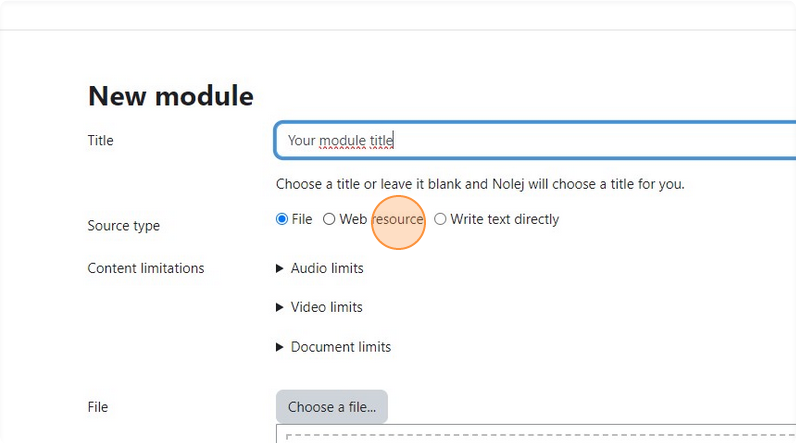 New module
Title
Your module title
Choose a title or leave it blank and Nolej will choose a title for you.
Source type
File Web resource Write text directly
Content limitations
Audio limits
Video limits
Document limits
File
Choose a file...